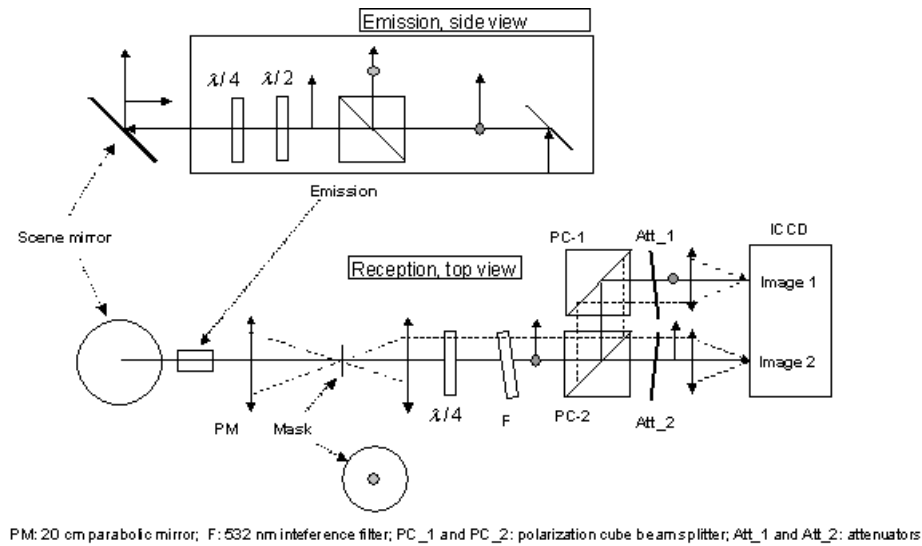 Emission, side view
λ/4
λ/2
Emission
Scene mirror
Reception, top view
PC-1
Att_1
ICCD
Image 1
Image 2
PM
Mask
λ/4
F
PC-2
Att_2
PM: 20 cm parabolic mirror; F: 532 nm inteference filter; PC_1 and PC_2: polarization cube beam splitter; Att_1 and Att_2: attenuators